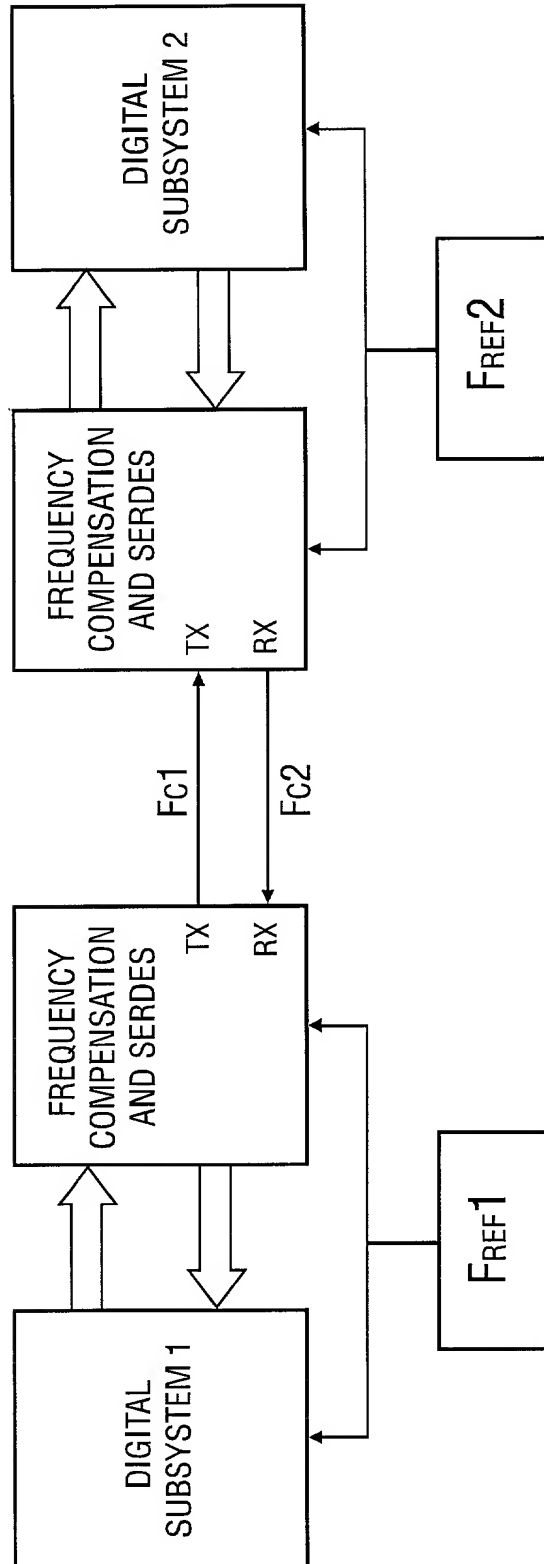 DIGITAL
SUBSYSTEM 1
FREQUENCY
COMPENSATION
AND SERDES
TX
RX
FREF1
FC1
FC2
FREQUENCY
COMPENSATION
AND SERDES
TX
RX
DIGITAL
SUBSYSTEM 2
FREF2